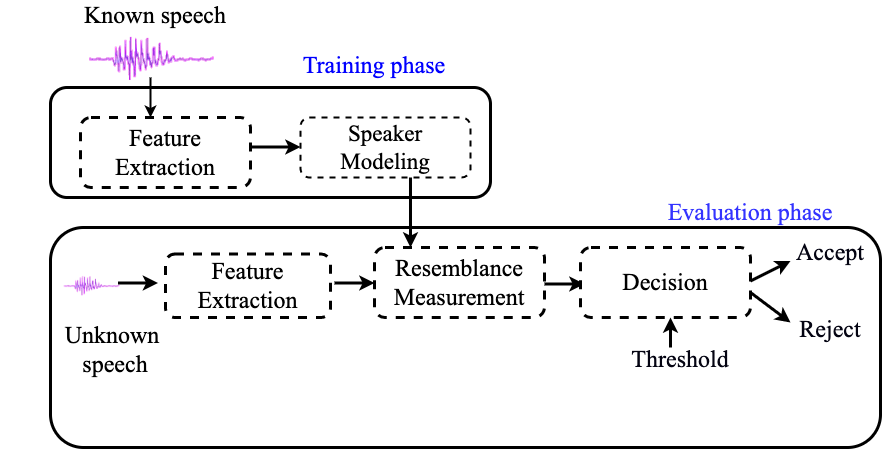 Known speech
Training phase
Feature
Extraction
Speaker
Modeling
Evaluation phase
Feature
Extraction
Resemblance
Measurement
Decision
Accept
Reject
Unknown
speech
Threshold